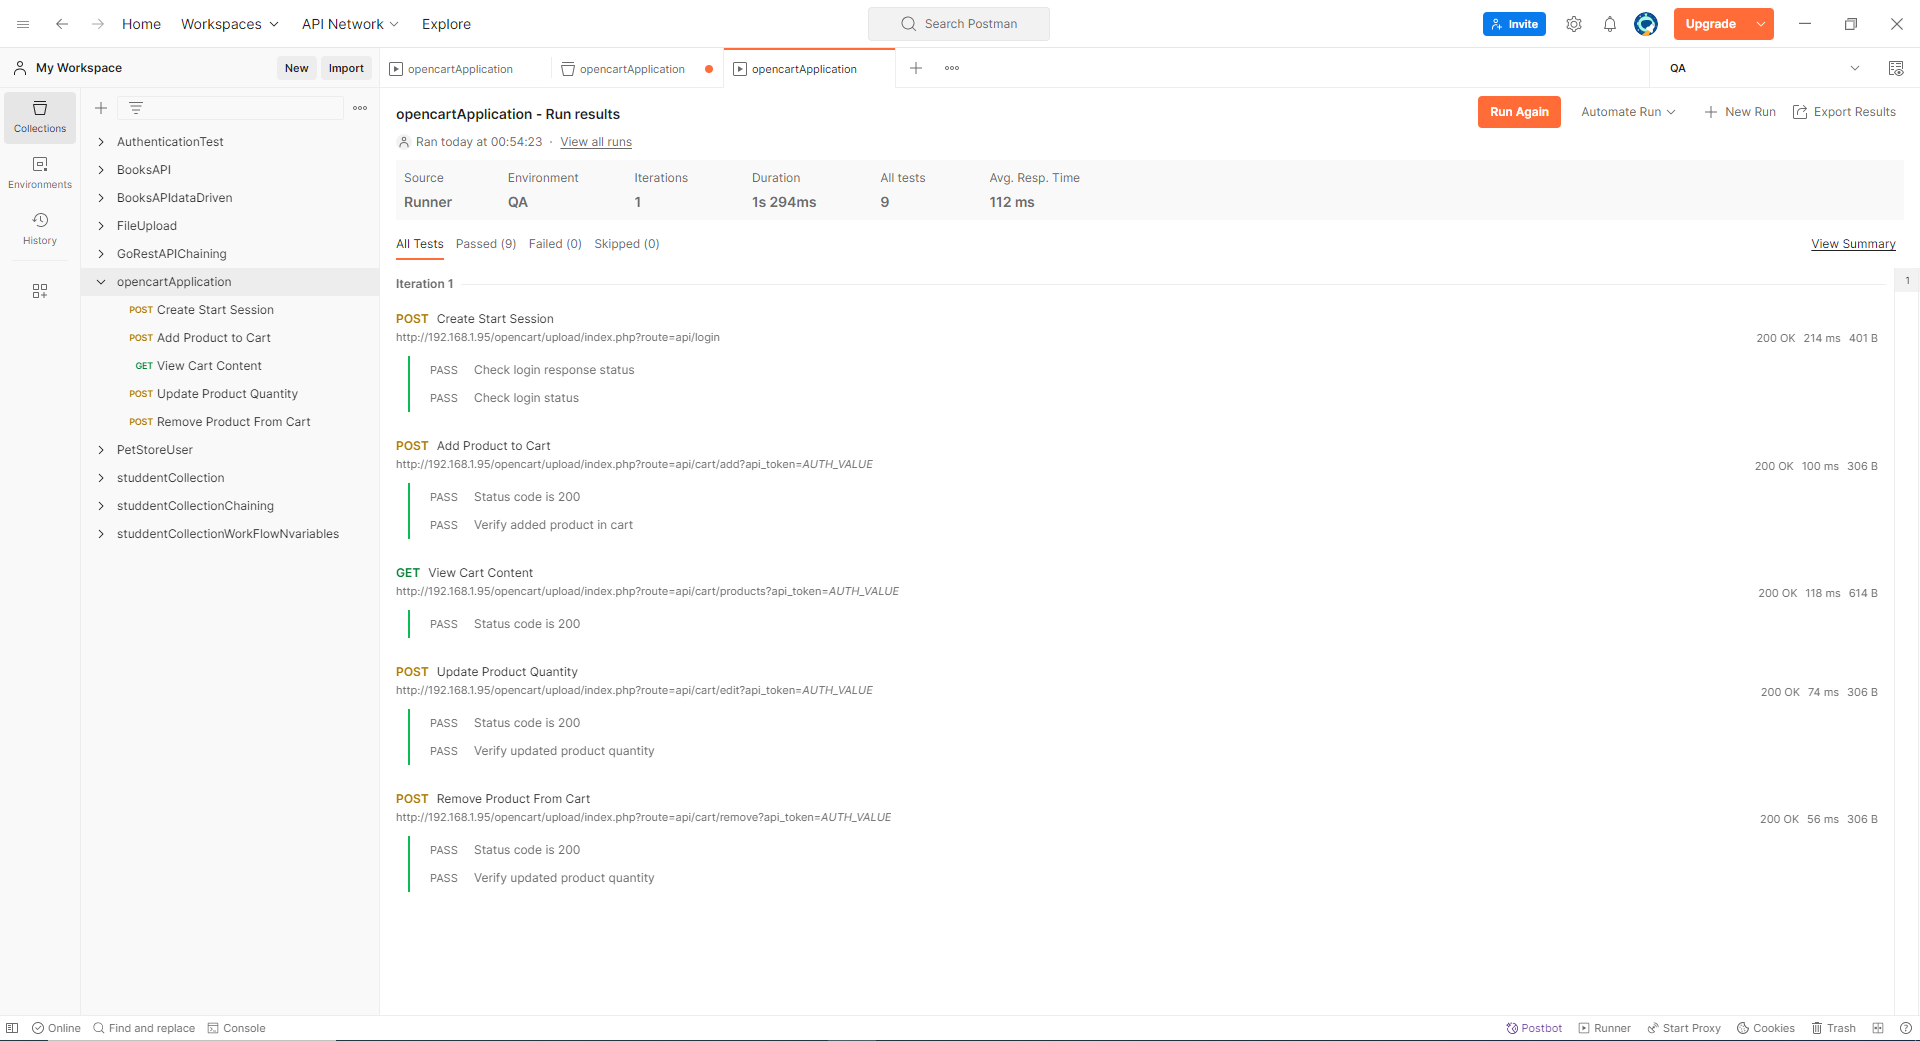 Home Workspaces API Network Explore Search Postman Invite Upgrade
My Workspace New Import opencartApplication opencartApplication opencartApplication QA
Collections
Environments
History
AuthenticationTest
BooksAPI
BooksAPIdataDriven
FileUpload
GoRestAPIChaining
opencartApplication
POST Create Start Session
POST Add Product to Cart
GET View Cart Content
POST Update Product Quantity
POST Remove Product From Cart
PetStoreUser
studdentCollection
studdentCollectionChaining
studdentCollectionWorkFlowNvariables
opencartApplication - Run results Run Again Automate Run New Run Export Results
Ran today at 00:54:23 · View all runs
Source Environment Iterations Duration All tests Avg. Resp. Time
Runner QA 1 1s 294ms 9 112 ms
All Tests Passed (9) Failed (0) Skipped (0) View Summary
Iteration 1 1
POST Create Start Session
http://192.168.1.95/opencart/upload/index.php?route=api/login 200 OK 214 ms 401 B
PASS Check login response status
PASS Check login status
POST Add Product to Cart
http://192.168.1.95/opencart/upload/index.php?route=api/cart/add?api_token=AUTH_VALUE 200 OK 100 ms 306 B
PASS Status code is 200
PASS Verify added product in cart
GET View Cart Content
http://192.168.1.95/opencart/upload/index.php?route=api/cart/products?api_token=AUTH_VALUE 200 OK 118 ms 614 B
PASS Status code is 200
POST Update Product Quantity
http://192.168.1.95/opencart/upload/index.php?route=api/cart/edit?api_token=AUTH_VALUE 200 OK 74 ms 306 B
PASS Status code is 200
PASS Verify updated product quantity
POST Remove Product From Cart
http://192.168.1.95/opencart/upload/index.php?route=api/cart/remove?api_token=AUTH_VALUE 200 OK 56 ms 306 B
PASS Status code is 200
PASS Verify updated product quantity
Online Find and replace Console Postbot Runner Start Proxy Cookies Trash